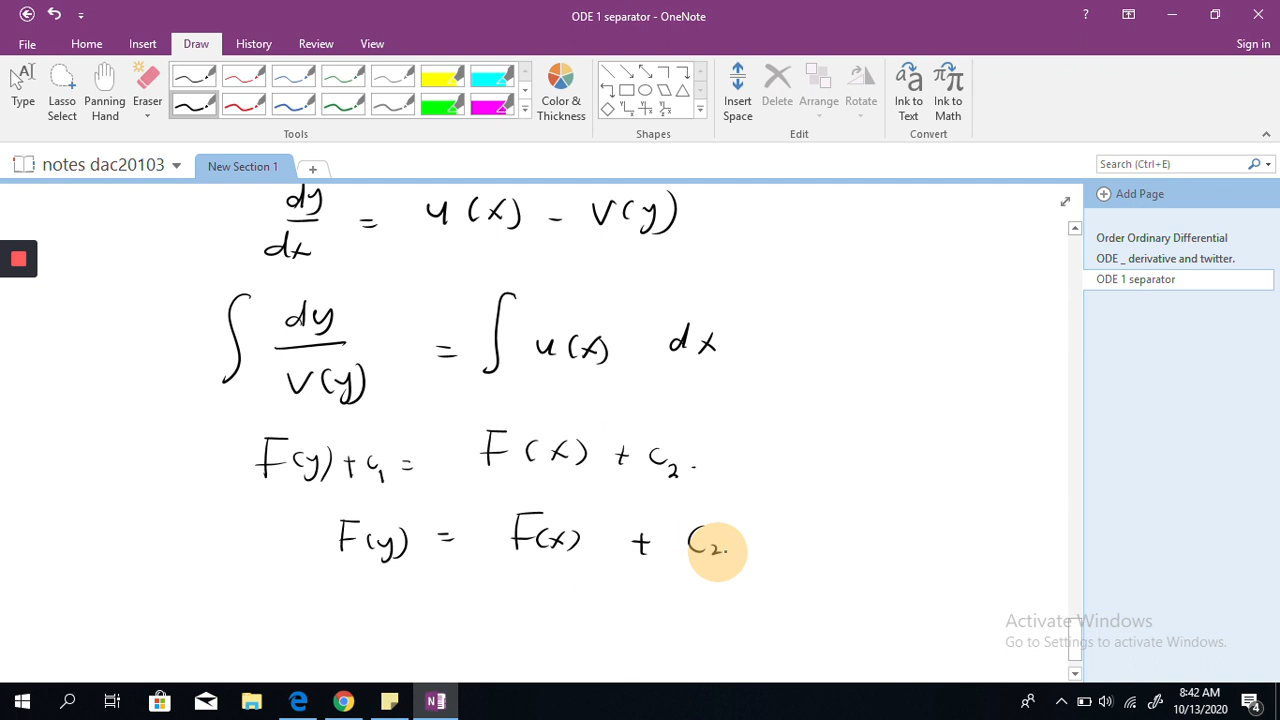 ODE 1 separator - OneNote
?
File Home Insert Draw History Review View
Sign in
Type
Lasso Select
Panning Hand
Eraser
Color & Thickness
Insert Space
Delete
Arrange
Rotate
Ink to Text
Ink to Math
Tools
Shapes
Edit
Convert
notes dac20103
New Section 1
Search (Ctrl+E)
Add Page
Order Ordinary Differential
ODE _ derivative and twitter.
ODE 1 separator
dy/dx = u(x) - v(y)
∫ dy/v(y) = ∫ u(x) dx
F(y) + c₁ = F(x) + c₂.
F(y) = F(x) + C₂.
Activate Windows
Go to Settings to activate Windows.
8:42 AM
10/13/2020
4